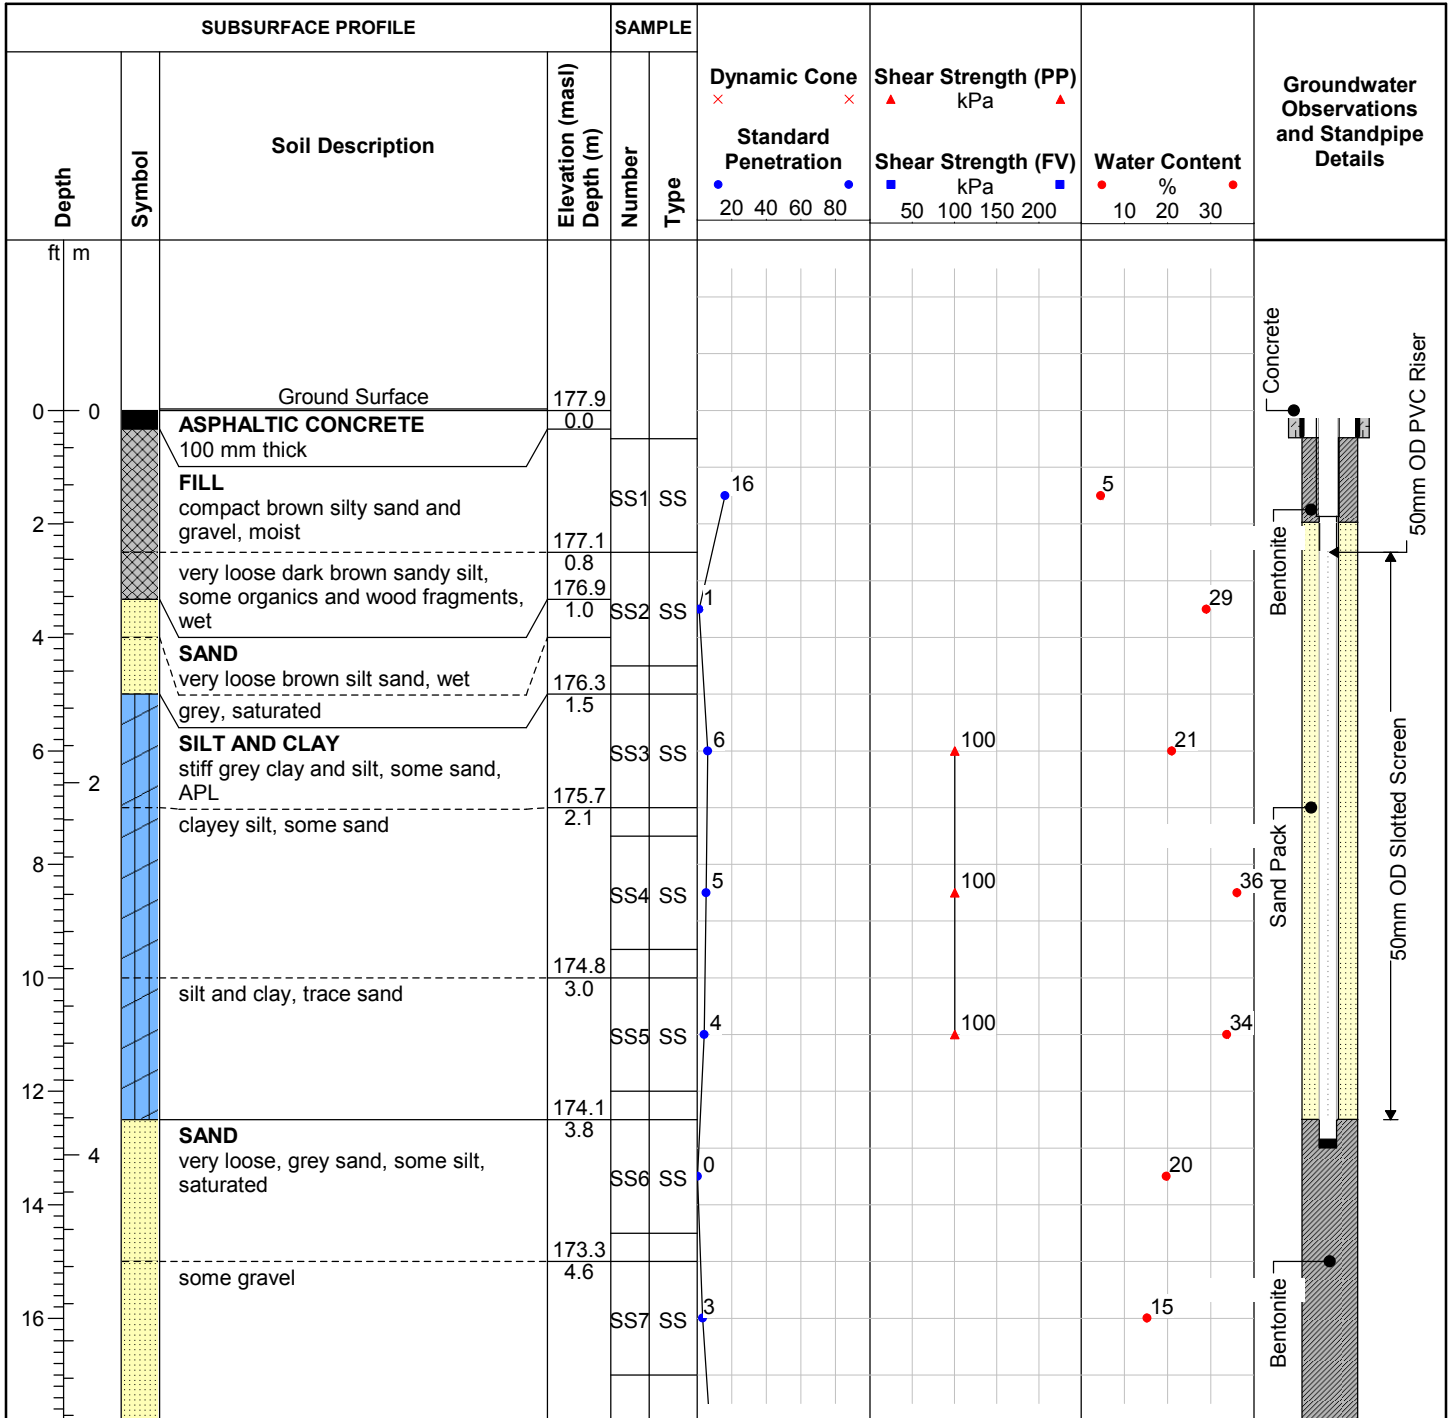 SUBSURFACE PROFILE
SAMPLE
Depth
Symbol
Soil Description
Elevation (masl)
Depth (m)
Number
Type
Dynamic Cone
Standard
Penetration
20 40 60 80
Shear Strength (PP)
kPa
Shear Strength (FV)
kPa
50 100 150 200
Water Content
%
10 20 30
Groundwater
Observations
and Standpipe
Details
ft m
Ground Surface
0 0
177.9
0.0
ASPHALTIC CONCRETE
100 mm thick
FILL
compact brown silty sand and
gravel, moist
SS1 SS
16
5
2
177.1
0.8
very loose dark brown sandy silt,
some organics and wood fragments,
wet
176.9
1.0
SS2 SS
1
29
4
SAND
very loose brown silt sand, wet
176.3
1.5
grey, saturated
SILT AND CLAY
stiff grey clay and silt, some sand,
APL
6
2
SS3 SS
6
100
21
175.7
2.1
clayey silt, some sand
8
SS4 SS
5
100
36
10
174.8
3.0
silt and clay, trace sand
SS5 SS
4
100
34
12
174.1
3.8
SAND
very loose, grey sand, some silt,
saturated
4
SS6 SS
0
20
14
173.3
4.6
some gravel
16
SS7 SS
3
15
Concrete
50mm OD PVC Riser
Bentonite
Sand Pack
50mm OD Slotted Screen
Bentonite